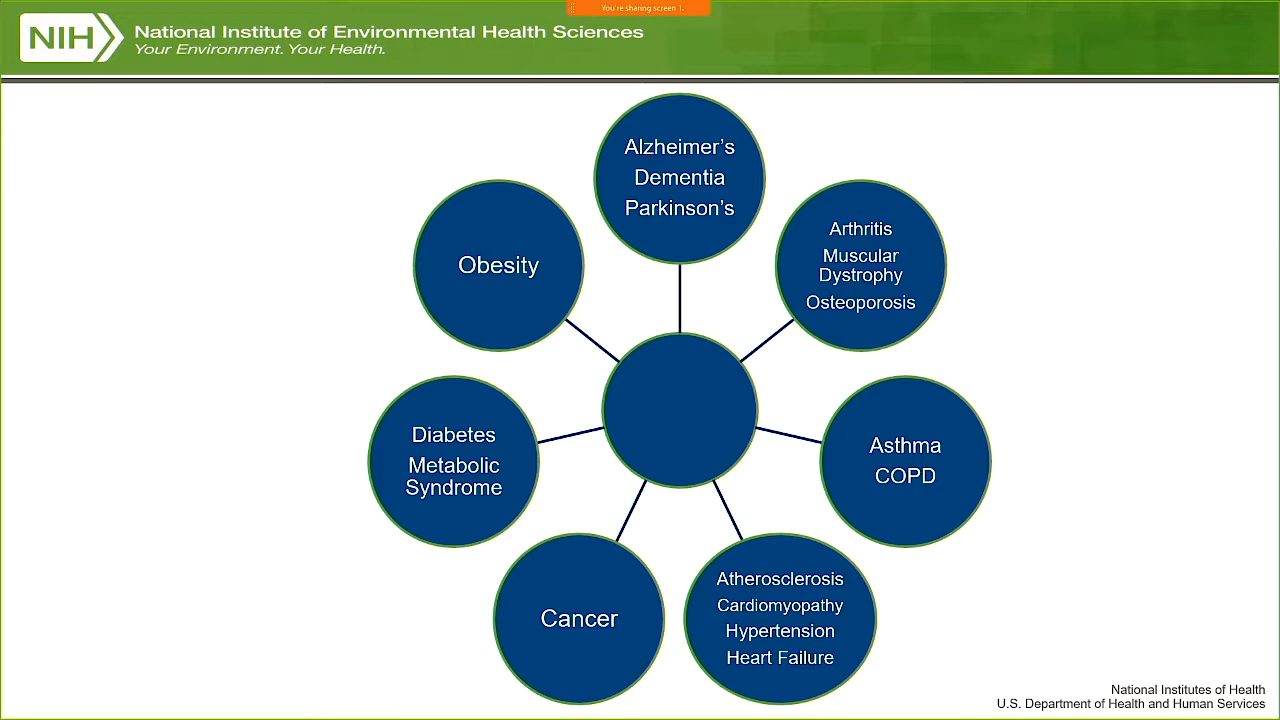 You're sharing screen 1.
NIH
National Institute of Environmental Health Sciences
Your Environment. Your Health.
Alzheimer’s
Dementia
Parkinson’s
Arthritis
Muscular
Dystrophy
Osteoporosis
Obesity
Diabetes
Metabolic
Syndrome
Asthma
COPD
Cancer
Atherosclerosis
Cardiomyopathy
Hypertension
Heart Failure
National Institutes of Health
U.S. Department of Health and Human Services